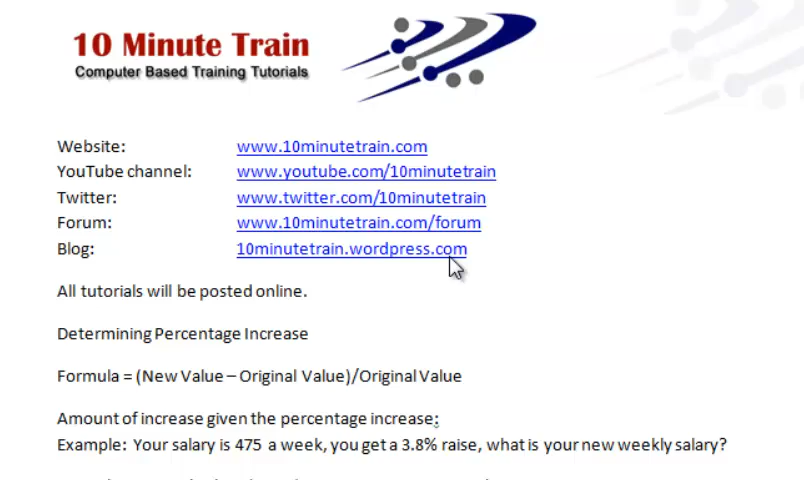 10 Minute Train
Computer Based Training Tutorials
Website: www.10minutetrain.com
YouTube channel: www.youtube.com/10minutetrain
Twitter: www.twitter.com/10minutetrain
Forum: www.10minutetrain.com/forum
Blog: 10minutetrain.wordpress.com
All tutorials will be posted online.
Determining Percentage Increase
Formula = (New Value – Original Value)/Original Value
Amount of increase given the percentage increase:
Example: Your salary is 475 a week, you get a 3.8% raise, what is your new weekly salary?